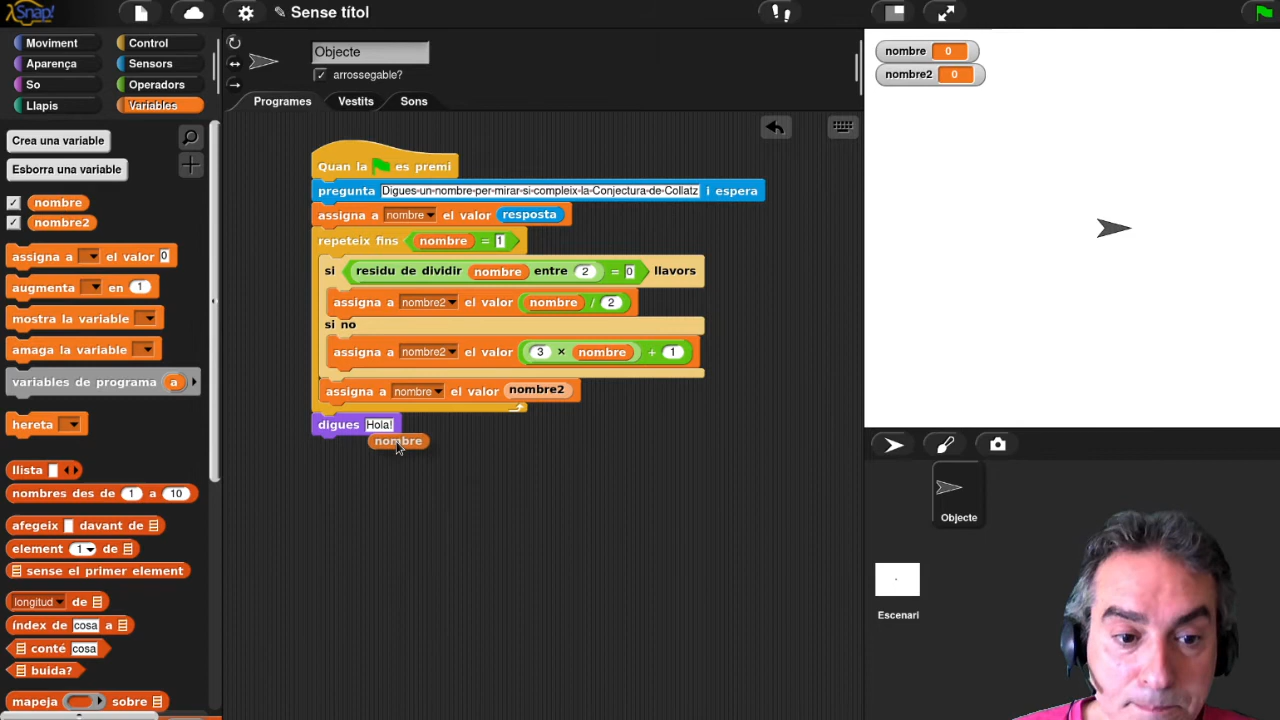 Snap!
Sense títol
Moviment
Control
Aparença
Sensors
So
Operadors
Llapis
Variables
Crea una variable
Esborra una variable
nombre
nombre2
assigna a el valor 0
augmenta en 1
mostra la variable
amaga la variable
variables de programa a
hereta
llista
nombres des de 1 a 10
afegeix davant de
element 1 de
sense el primer element
longitud de
índex de cosa a
conté cosa
buida?
mapeja sobre
Objecte
arrossegable?
Programes Vestits Sons
Quan la es premi
pregunta Digues-un-nombre-per-mirar-si-compleix-la-Conjectura-de-Collatz i espera
assigna a nombre el valor resposta
repeteix fins nombre = 1
si residu de dividir nombre entre 2 = 0 llavors
assigna a nombre2 el valor nombre / 2
si no
assigna a nombre2 el valor 3 × nombre + 1
assigna a nombre el valor nombre2
digues Hola!
nombre
nombre 0
nombre2 0
Objecte
Escenari